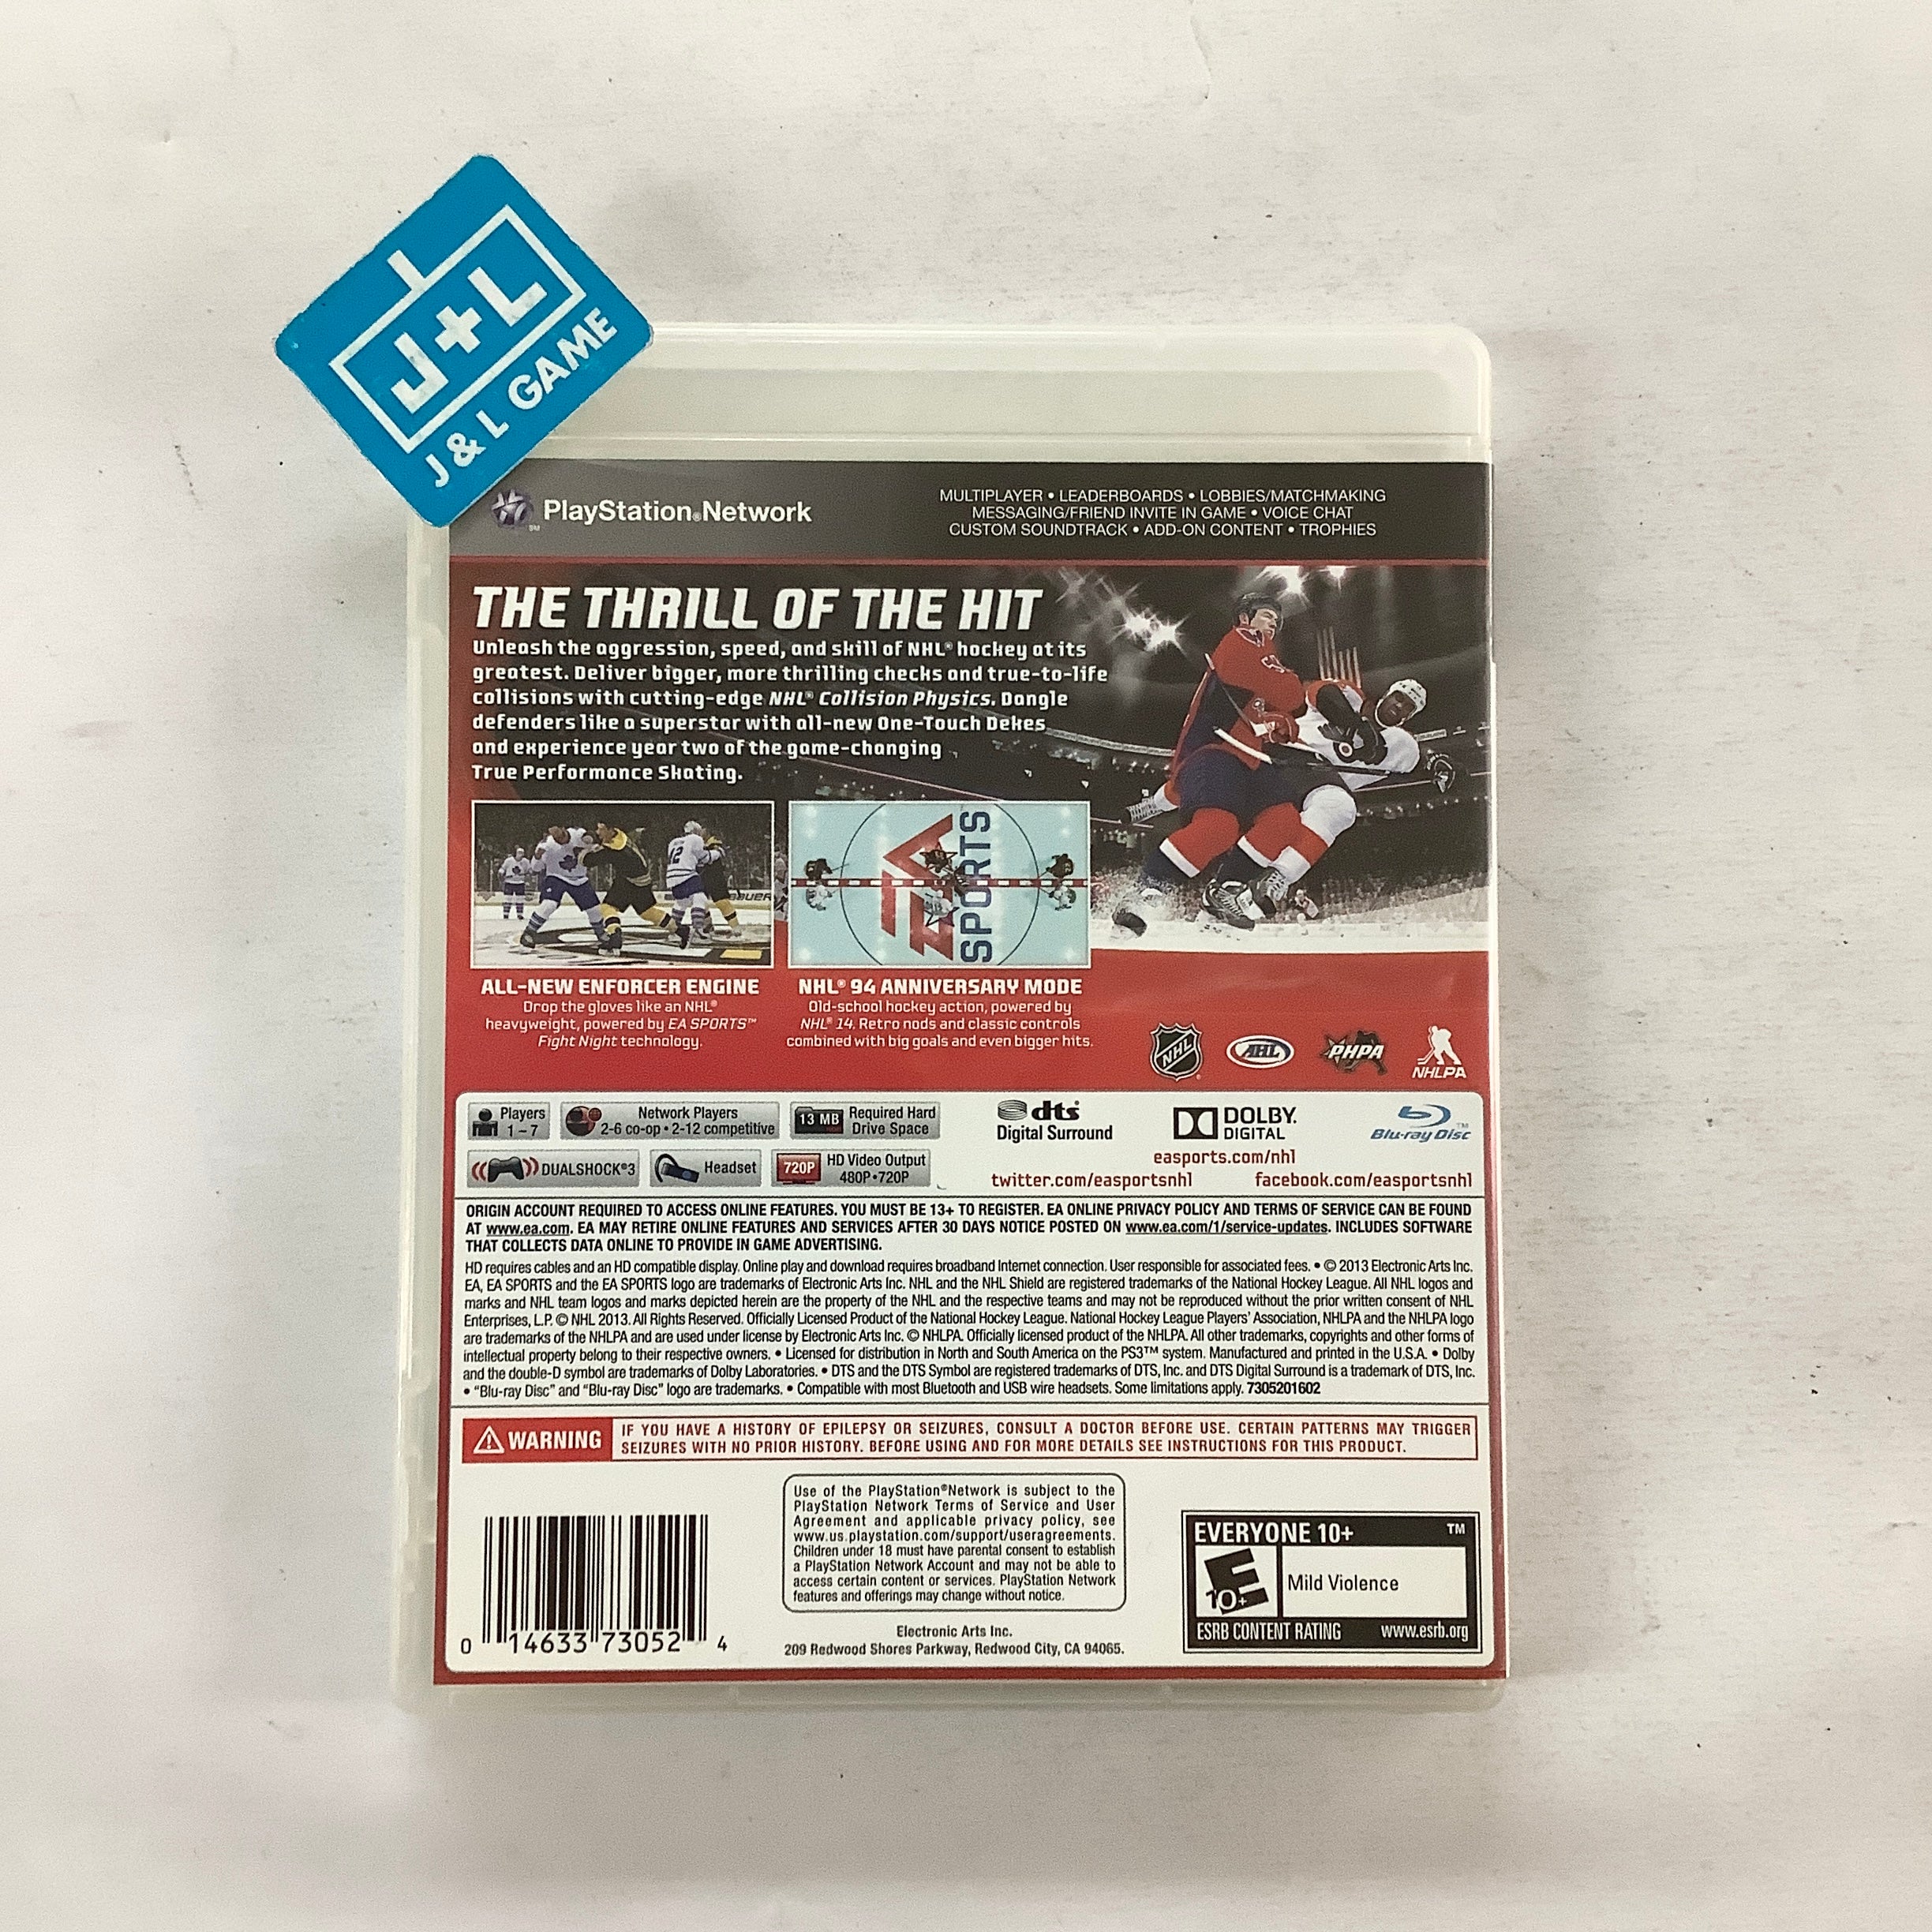 J+L
J & L GAME
PlayStation®Network
SM
MULTIPLAYER • LEADERBOARDS • LOBBIES/MATCHMAKING
MESSAGING/FRIEND INVITE IN GAME • VOICE CHAT
CUSTOM SOUNDTRACK • ADD-ON CONTENT • TROPHIES
THE THRILL OF THE HIT
Unleash the aggression, speed, and skill of NHL® hockey at its
greatest. Deliver bigger, more thrilling checks and true-to-life
collisions with cutting-edge NHL® Collision Physics. Dangle
defenders like a superstar with all-new One-Touch Dekes
and experience year two of the game-changing
True Performance Skating.
12
BAUER
EA
SPORTS
ALL-NEW ENFORCER ENGINE
Drop the gloves like an NHL®
heavyweight, powered by EA SPORTS™
Fight Night technology.
NHL® 94 ANNIVERSARY MODE
Old-school hockey action, powered by
NHL® 14. Retro nods and classic controls
combined with big goals and even bigger hits.
NHL
AHL
PHPA
NHLPA
Players
1 – 7
Network Players
2-6 co-op • 2-12 competitive
13 MB
Required Hard
Drive Space
DUALSHOCK®3
Headset
720P
HD Video Output
480P•720P
dts
Digital Surround
DOLBY.
DIGITAL
Blu-ray Disc™
easports.com/nhl
twitter.com/easportsnhl
facebook.com/easportsnhl
ORIGIN ACCOUNT REQUIRED TO ACCESS ONLINE FEATURES. YOU MUST BE 13+ TO REGISTER. EA ONLINE PRIVACY POLICY AND TERMS OF SERVICE CAN BE FOUND
AT www.ea.com. EA MAY RETIRE ONLINE FEATURES AND SERVICES AFTER 30 DAYS NOTICE POSTED ON www.ea.com/1/service-updates. INCLUDES SOFTWARE
THAT COLLECTS DATA ONLINE TO PROVIDE IN GAME ADVERTISING.
HD requires cables and an HD compatible display. Online play and download requires broadband Internet connection. User responsible for associated fees. • © 2013 Electronic Arts Inc.
EA, EA SPORTS and the EA SPORTS logo are trademarks of Electronic Arts Inc. NHL and the NHL Shield are registered trademarks of the National Hockey League. All NHL logos and
marks and NHL team logos and marks depicted herein are the property of the NHL and the respective teams and may not be reproduced without the prior written consent of NHL
Enterprises, L.P. © NHL 2013. All Rights Reserved. Officially Licensed Product of the National Hockey League. National Hockey League Players' Association, NHLPA and the NHLPA logo
are trademarks of the NHLPA and are used under license by Electronic Arts Inc. © NHLPA. Officially licensed product of the NHLPA. All other trademarks, copyrights and other forms of
intellectual property belong to their respective owners. • Licensed for distribution in North and South America on the PS3™ system. Manufactured and printed in the U.S.A. • Dolby
and the double-D symbol are trademarks of Dolby Laboratories. • DTS and the DTS Symbol are registered trademarks of DTS, Inc. and DTS Digital Surround is a trademark of DTS, Inc.
• "Blu-ray Disc" and "Blu-ray Disc" logo are trademarks. • Compatible with most Bluetooth and USB wire headsets. Some limitations apply. 7305201602
WARNING
IF YOU HAVE A HISTORY OF EPILEPSY OR SEIZURES, CONSULT A DOCTOR BEFORE USE. CERTAIN PATTERNS MAY TRIGGER
SEIZURES WITH NO PRIOR HISTORY. BEFORE USING AND FOR MORE DETAILS SEE INSTRUCTIONS FOR THIS PRODUCT.
0 14633 73052 4
Use of the PlayStation®Network is subject to the
PlayStation Network Terms of Service and User
Agreement and applicable privacy policy, see
www.us.playstation.com/support/useragreements.
Children under 18 must have parental consent to establish
a PlayStation Network Account and may not be able to
access certain content or services. PlayStation Network
features and offerings may change without notice.
Electronic Arts Inc.
209 Redwood Shores Parkway, Redwood City, CA 94065.
EVERYONE 10+ ™
E
10+
Mild Violence
ESRB CONTENT RATING www.esrb.org